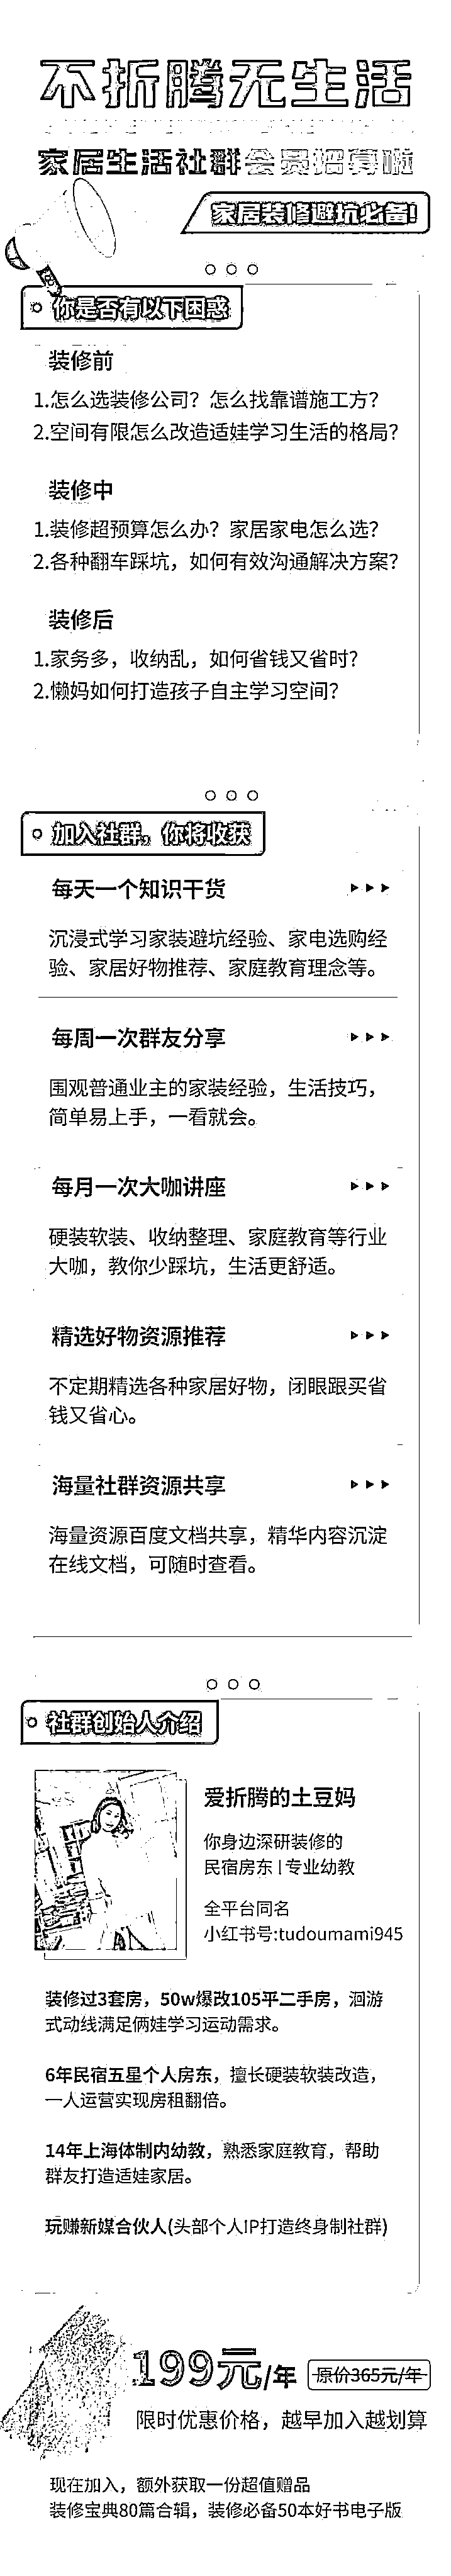 不折腾无生活
家居生活社群会员招募啦
家居装修避坑必备!
你是否有以下困惑
装修前
1.怎么选装修公司？怎么找靠谱施工方？
2.空间有限怎么改造适娃学习生活的格局？
装修中
1.装修超预算怎么办？家居家电怎么选？
2.各种翻车踩坑，如何有效沟通解决方案？
装修后
1.家务多，收纳乱，如何省钱又省时？
2.懒妈如何打造孩子自主学习空间？
加入社群，你将收获
每天一个知识干货
沉浸式学习家装避坑经验、家电选购经
验、家居好物推荐、家庭教育理念等。
每周一次群友分享
围观普通业主的家装经验，生活技巧，
简单易上手，一看就会。
每月一次大咖讲座
硬装软装、收纳整理、家庭教育等行业
大咖，教你少踩坑，生活更舒适。
精选好物资源推荐
不定期精选各种家居好物，闭眼跟买省
钱又省心。
海量社群资源共享
海量资源百度文档共享，精华内容沉淀
在线文档，可随时查看。
社群创始人介绍
爱折腾的土豆妈
你身边深研装修的
民宿房东 | 专业幼教
全平台同名
小红书号:tudoumami945
装修过3套房，50w爆改105平二手房，洄游
式动线满足俩娃学习运动需求。
6年民宿五星个人房东，擅长硬装软装改造，
一人运营实现房租翻倍。
14年上海体制内幼教，熟悉家庭教育，帮助
群友打造适娃家居。
玩赚新媒合伙人(头部个人IP打造终身制社群)
199元/年 原价365元/年
限时优惠价格，越早加入越划算
现在加入，额外获取一份超值赠品
装修宝典80篇合辑，装修必备50本好书电子版